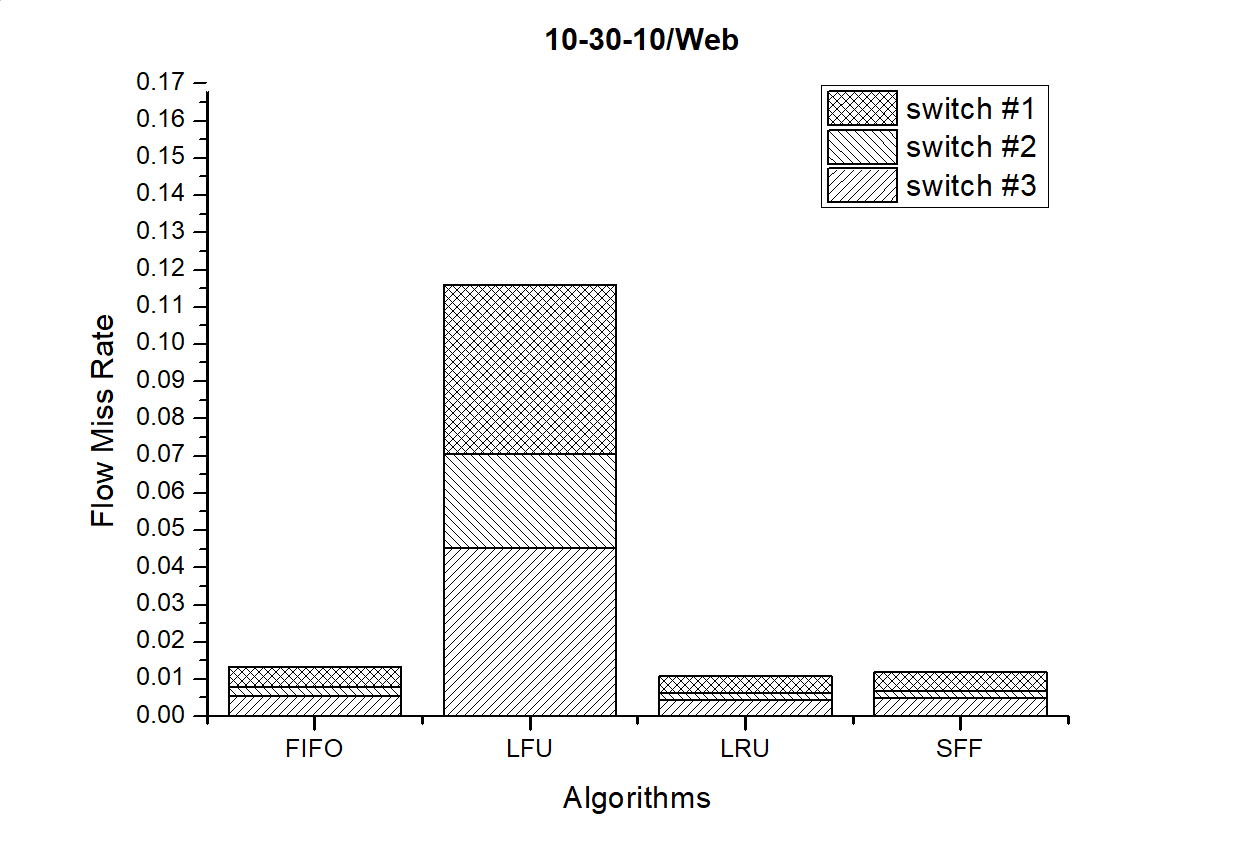 10-30-10/Web
switch #1
switch #2
switch #3
0.17
0.16
0.15
0.14
0.13
0.12
0.11
0.10
0.09
0.08
0.07
0.06
0.05
0.04
0.03
0.02
0.01
0.00
Flow Miss Rate
FIFO LFU LRU SFF
Algorithms